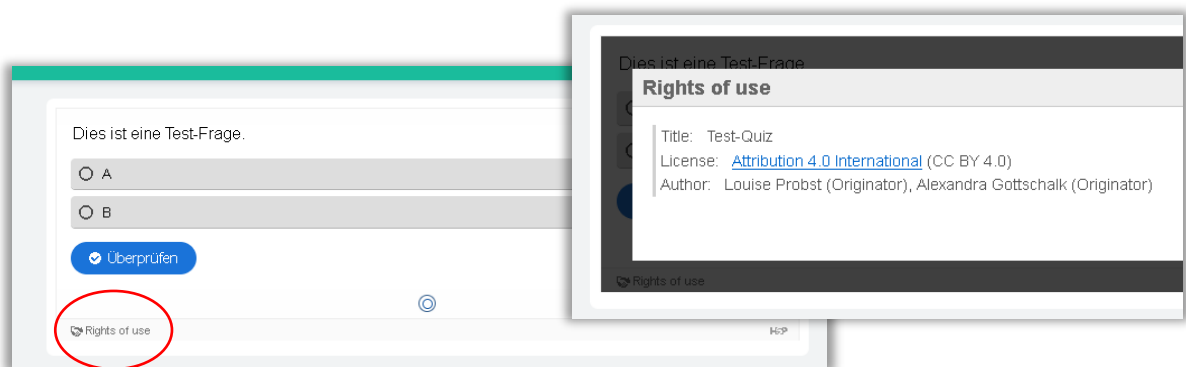 Dies ist eine Test-Frage.
A
B
Überprüfen
Rights of use
H5P
Dies ist eine Test-Frage
Rights of use
Title: Test-Quiz
License: Attribution 4.0 International (CC BY 4.0)
Author: Louise Probst (Originator), Alexandra Gottschalk (Originator)
Rights of use